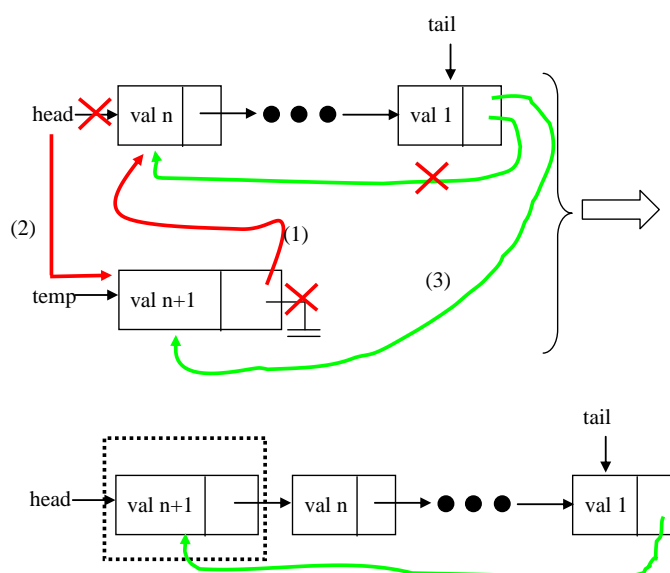 tail
head val n val 1
(2) (1)
(3)
temp val n+1
tail
head val n+1 val n val 1